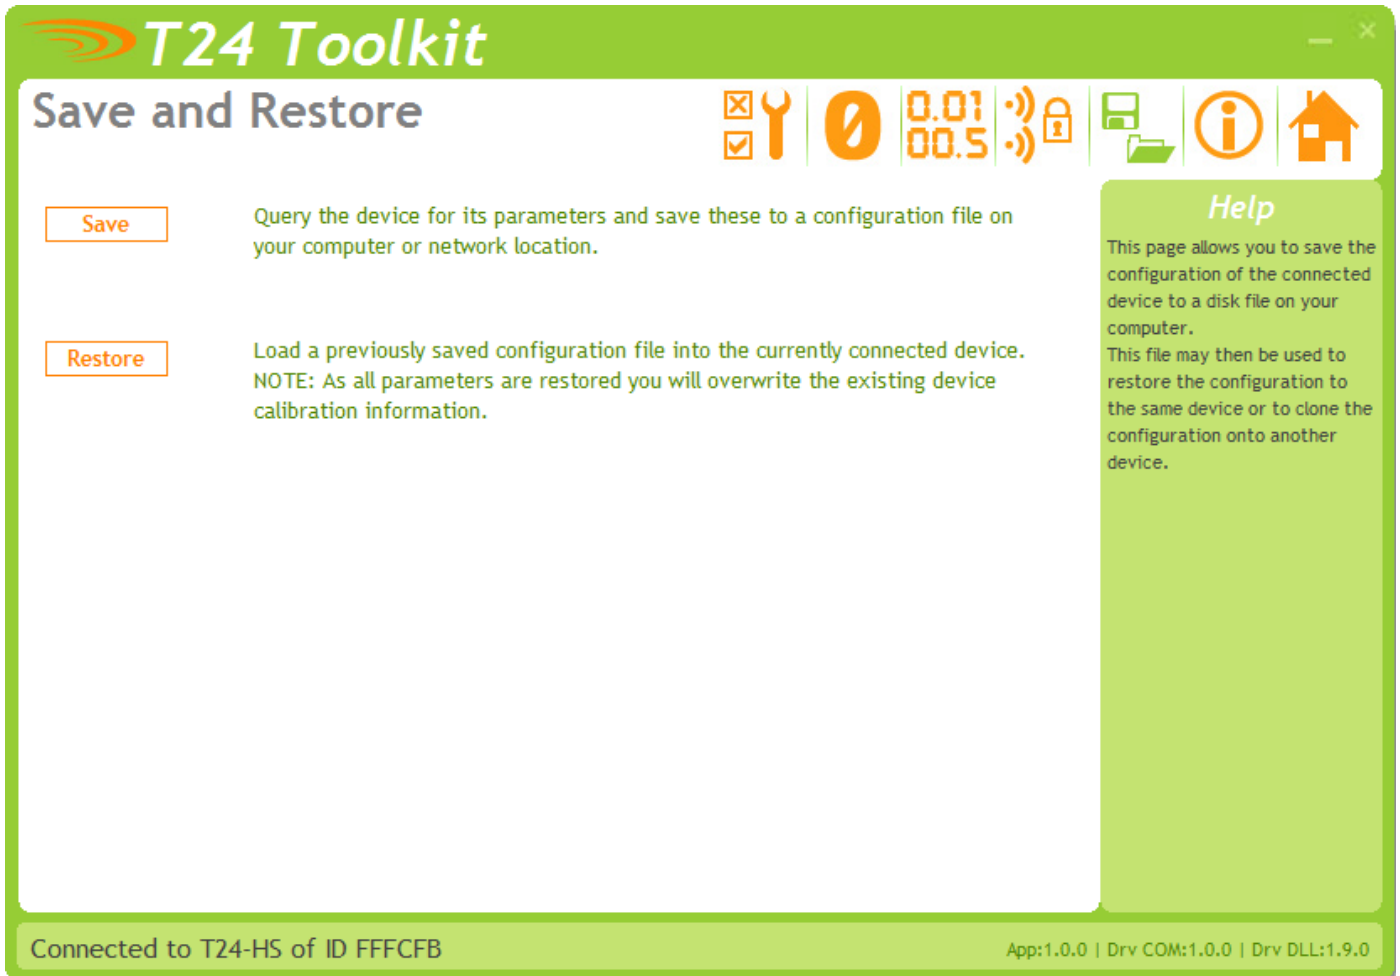 T24 Toolkit
Save and Restore
0
0.01
00.5
Save
Query the device for its parameters and save these to a configuration file on
your computer or network location.
Restore
Load a previously saved configuration file into the currently connected device.
NOTE: As all parameters are restored you will overwrite the existing device
calibration information.
Help
This page allows you to save the
configuration of the connected
device to a disk file on your
computer.
This file may then be used to
restore the configuration to
the same device or to clone the
configuration onto another
device.
Connected to T24-HS of ID FFFCFB
App:1.0.0 | Drv COM:1.0.0 | Drv DLL:1.9.0